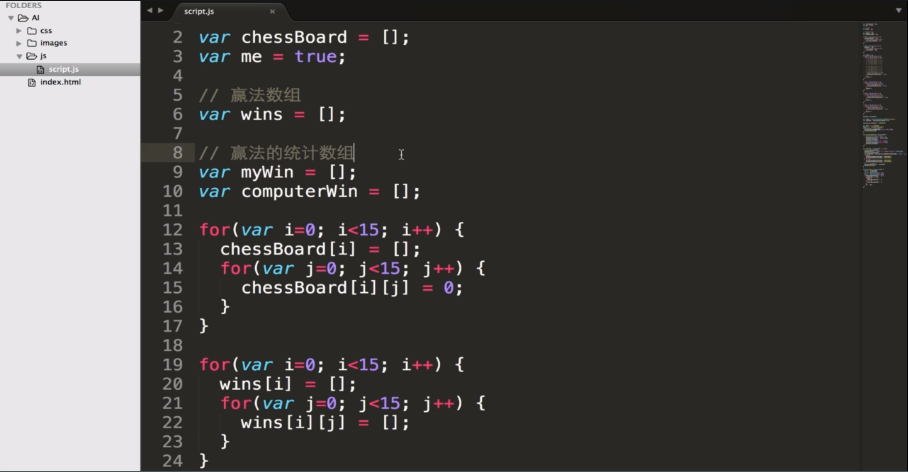 FOLDERS
AI
css
images
js
script.js
index.html
script.js
2 var chessBoard = [];
3 var me = true;
4
5 // 赢法数组
6 var wins = [];
7
8 // 赢法的统计数组
9 var myWin = [];
10 var computerWin = [];
11
12 for(var i=0; i<15; i++) {
13 chessBoard[i] = [];
14 for(var j=0; j<15; j++) {
15 chessBoard[i][j] = 0;
16 }
17 }
18
19 for(var i=0; i<15; i++) {
20 wins[i] = [];
21 for(var j=0; j<15; j++) {
22 wins[i][j] = [];
23 }
24 }